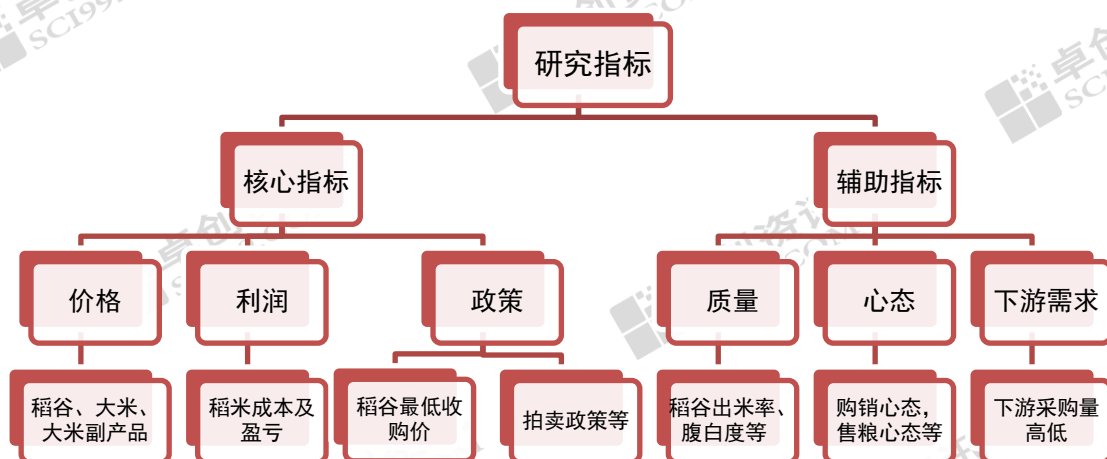 研究指标
核心指标
辅助指标
价格
利润
政策
质量
心态
下游需求
稻谷、大米、
大米副产品
稻米成本及
盈亏
稻谷最低收
购价
拍卖政策等
稻谷出米率、
腹白度等
购销心态，
售粮心态等
下游采购量
高低